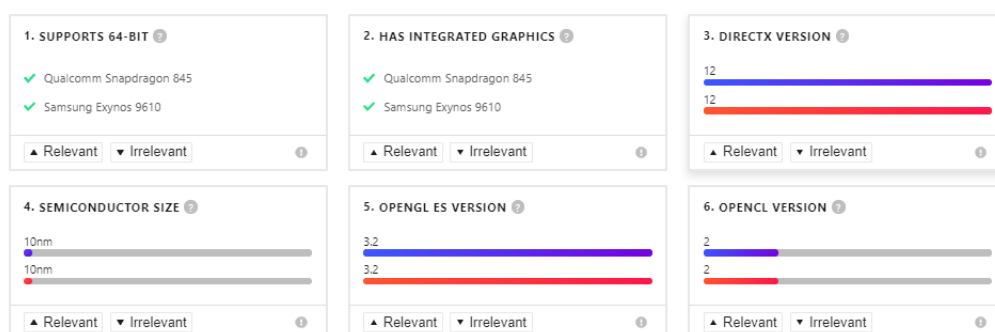 1. SUPPORTS 64-BIT ?
Qualcomm Snapdragon 845
Samsung Exynos 9610
▲ Relevant ▼ Irrelevant
2. HAS INTEGRATED GRAPHICS ?
Qualcomm Snapdragon 845
Samsung Exynos 9610
▲ Relevant ▼ Irrelevant
3. DIRECTX VERSION ?
12
12
▲ Relevant ▼ Irrelevant
4. SEMICONDUCTOR SIZE ?
10nm
10nm
▲ Relevant ▼ Irrelevant
5. OPENGL ES VERSION ?
3.2
3.2
▲ Relevant ▼ Irrelevant
6. OPENCL VERSION ?
2
2
▲ Relevant ▼ Irrelevant